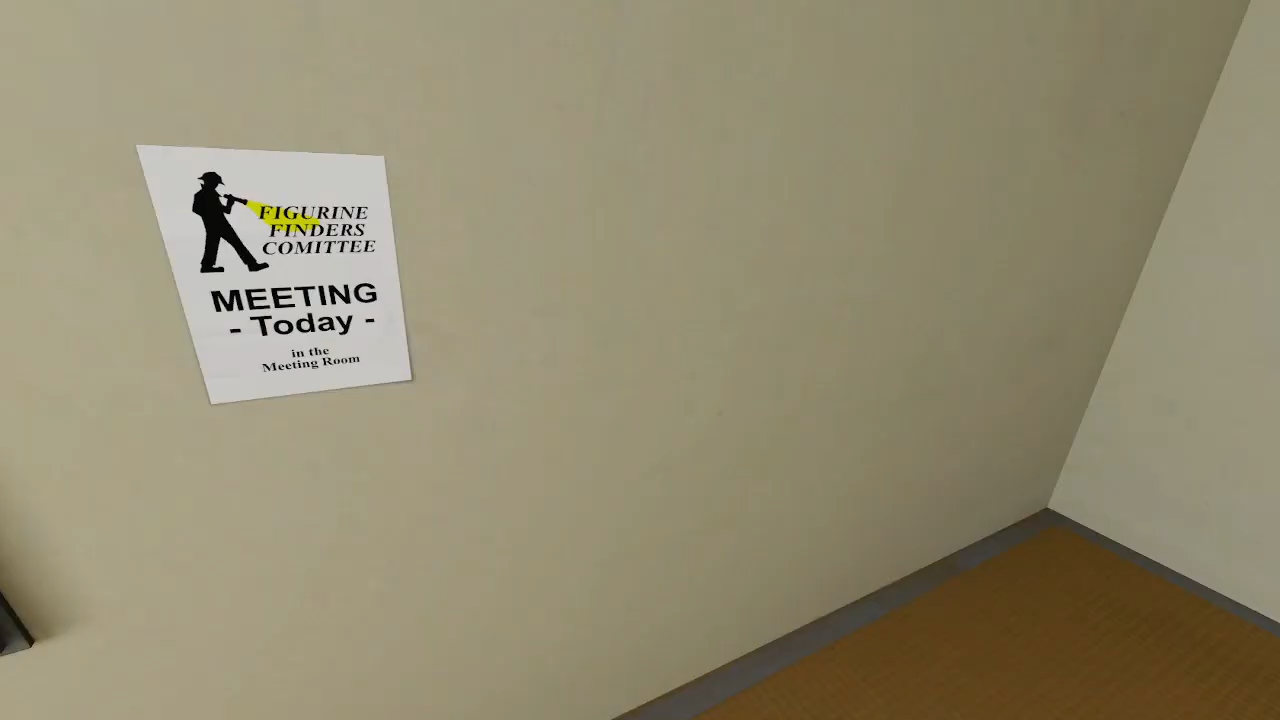 FIGURINE
FINDERS
COMITTEE
MEETING
- Today -
in the
Meeting Room